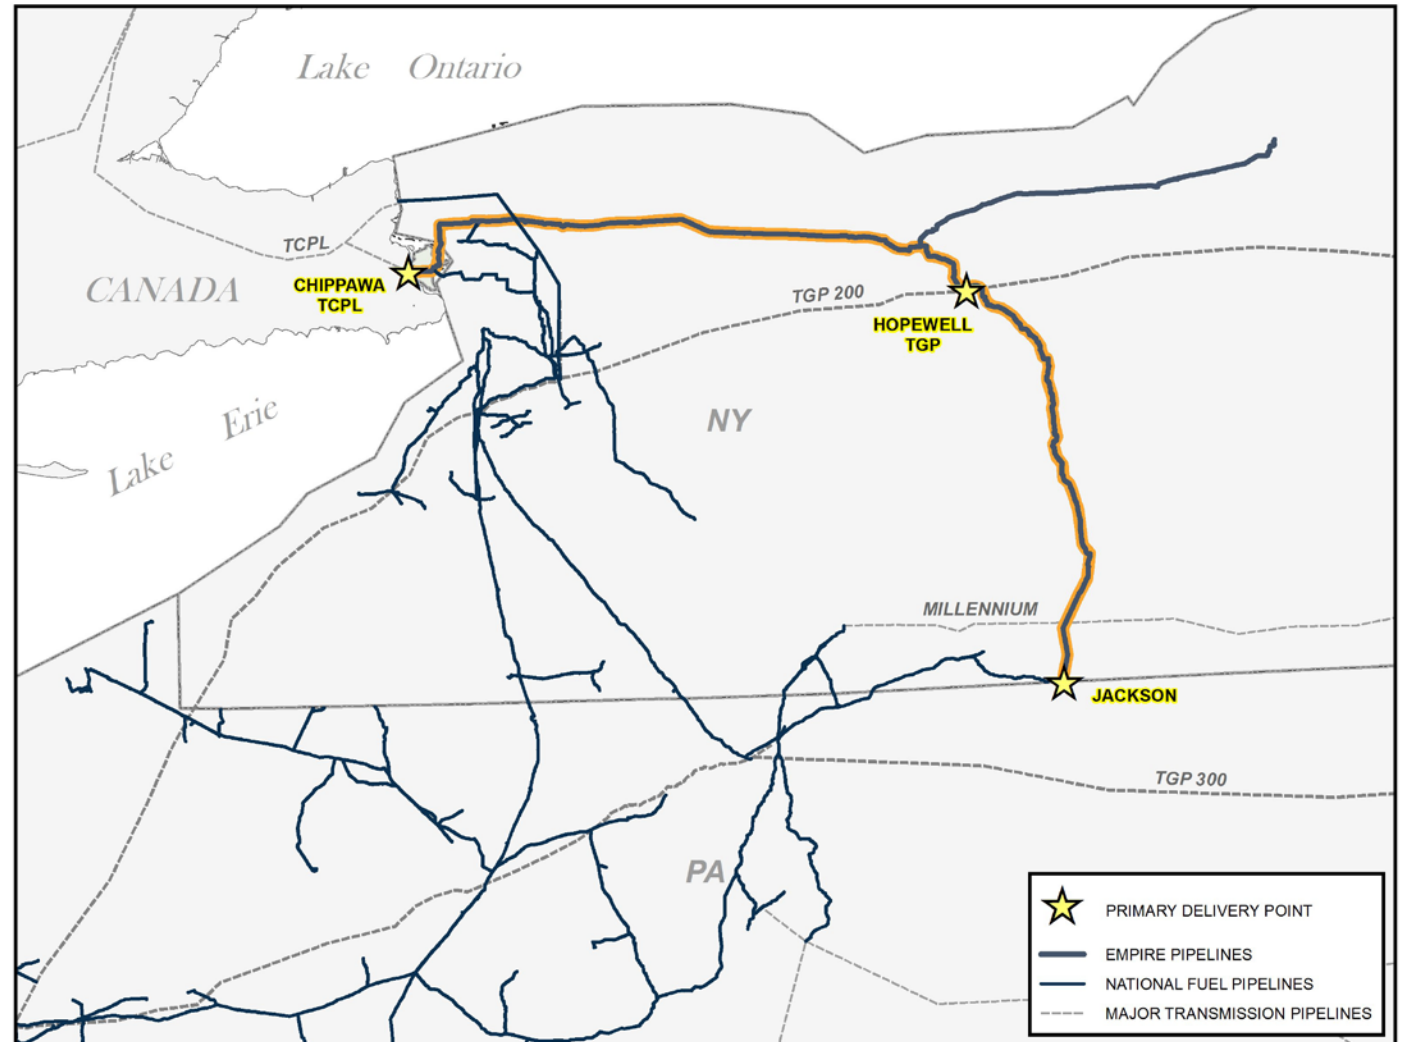 Lake Ontario
TCPL
CANADA
CHIPPAWA
TCPL
TGP 200
HOPEWELL
TGP
Lake Erie
NY
MILLENNIUM
JACKSON
TGP 300
PA
PRIMARY DELIVERY POINT
EMPIRE PIPELINES
NATIONAL FUEL PIPELINES
MAJOR TRANSMISSION PIPELINES